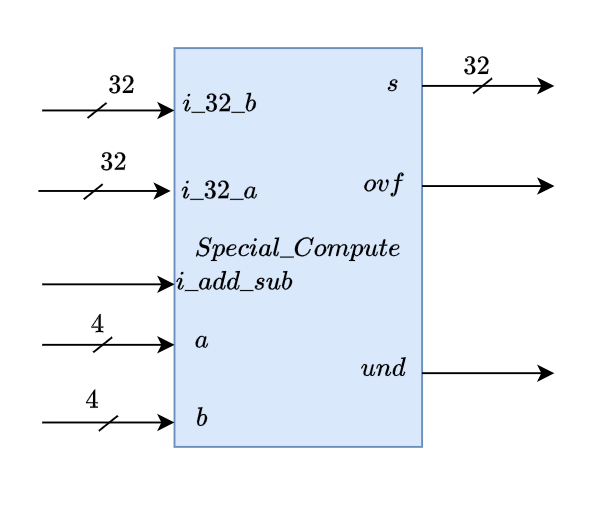 32
i_32_b
32
i_32_a
Special_Compute
i_add_sub
4
a
4
b
32
s
ovf
und